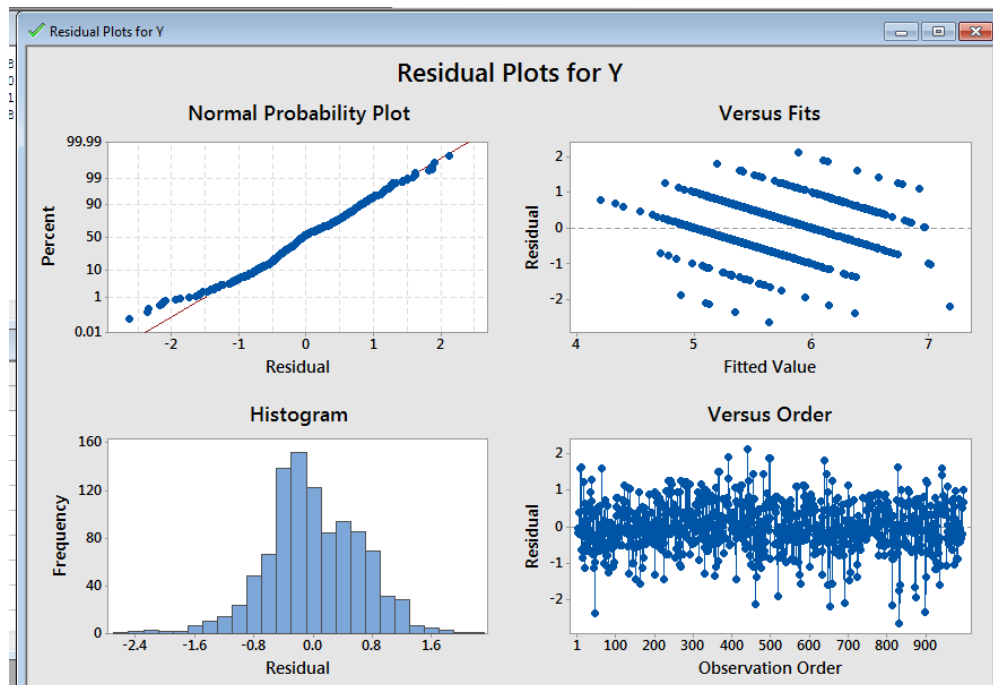 Residual Plots for Y
8
0
1
8
Residual Plots for Y
Normal Probability Plot
99.99
99
90
50
10
1
0.01
Percent
-2 -1 0 1 2
Residual
Versus Fits
2
1
0
-1
-2
Residual
4 5 6 7
Fitted Value
Histogram
160
120
80
40
0
Frequency
-2.4 -1.6 -0.8 0.0 0.8 1.6
Residual
Versus Order
2
1
0
-1
-2
Residual
1 100 200 300 400 500 600 700 800 900
Observation Order